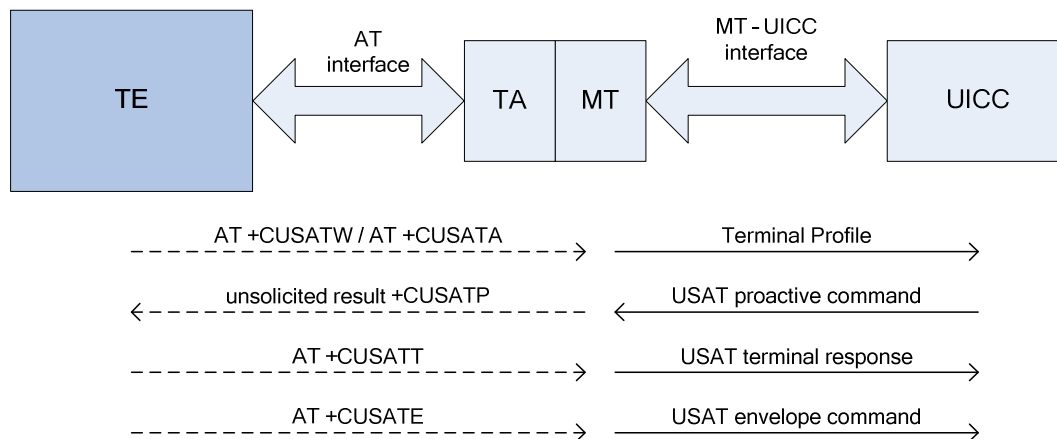 AT
interface
MT - UICC
interface
TE
TA
MT
UICC
AT +CUSATW / AT +CUSATA
Terminal Profile
unsolicited result +CUSATP
USAT proactive command
AT +CUSATT
USAT terminal response
AT +CUSATE
USAT envelope command